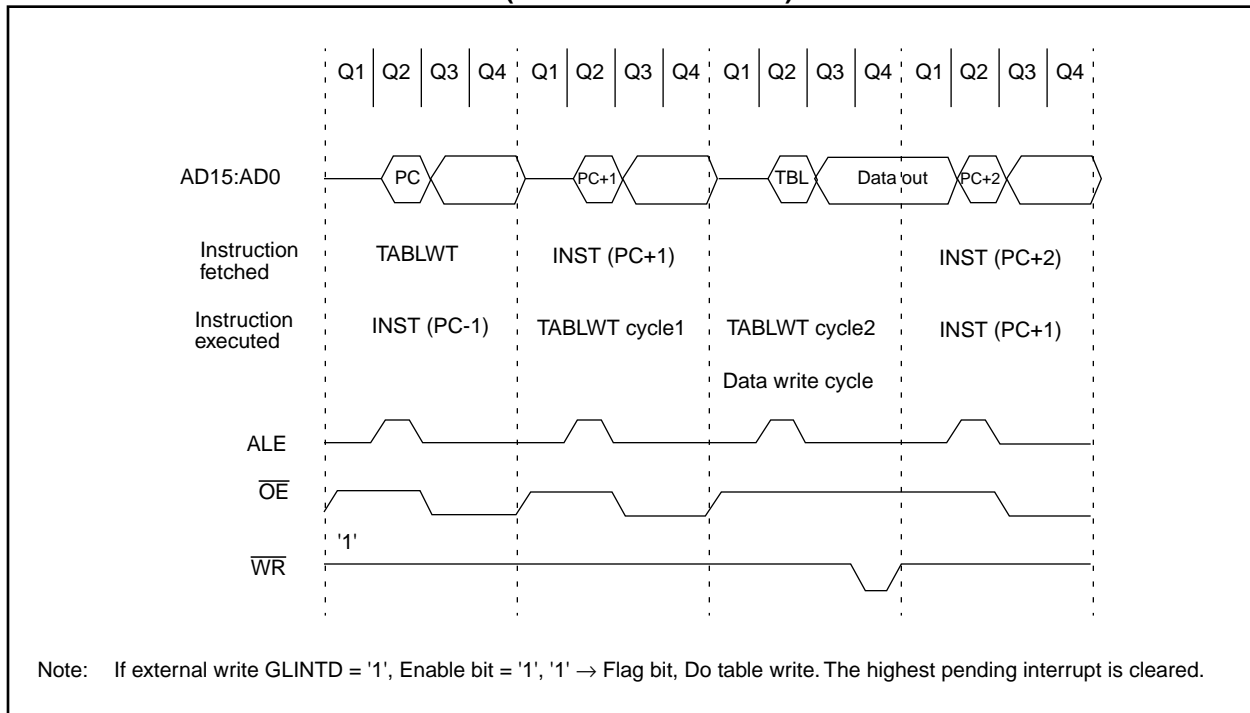 Q1 Q2 Q3 Q4 Q1 Q2 Q3 Q4 Q1 Q2 Q3 Q4 Q1 Q2 Q3 Q4
AD15:AD0 PC PC+1 TBL Data out PC+2
Instruction
fetched
TABLWT INST (PC+1) INST (PC+2)
Instruction
executed
INST (PC-1) TABLWT cycle1 TABLWT cycle2 INST (PC+1)
Data write cycle
ALE
OE
'1'
WR
Note: If external write GLINTD = '1', Enable bit = '1', '1' → Flag bit, Do table write. The highest pending interrupt is cleared.